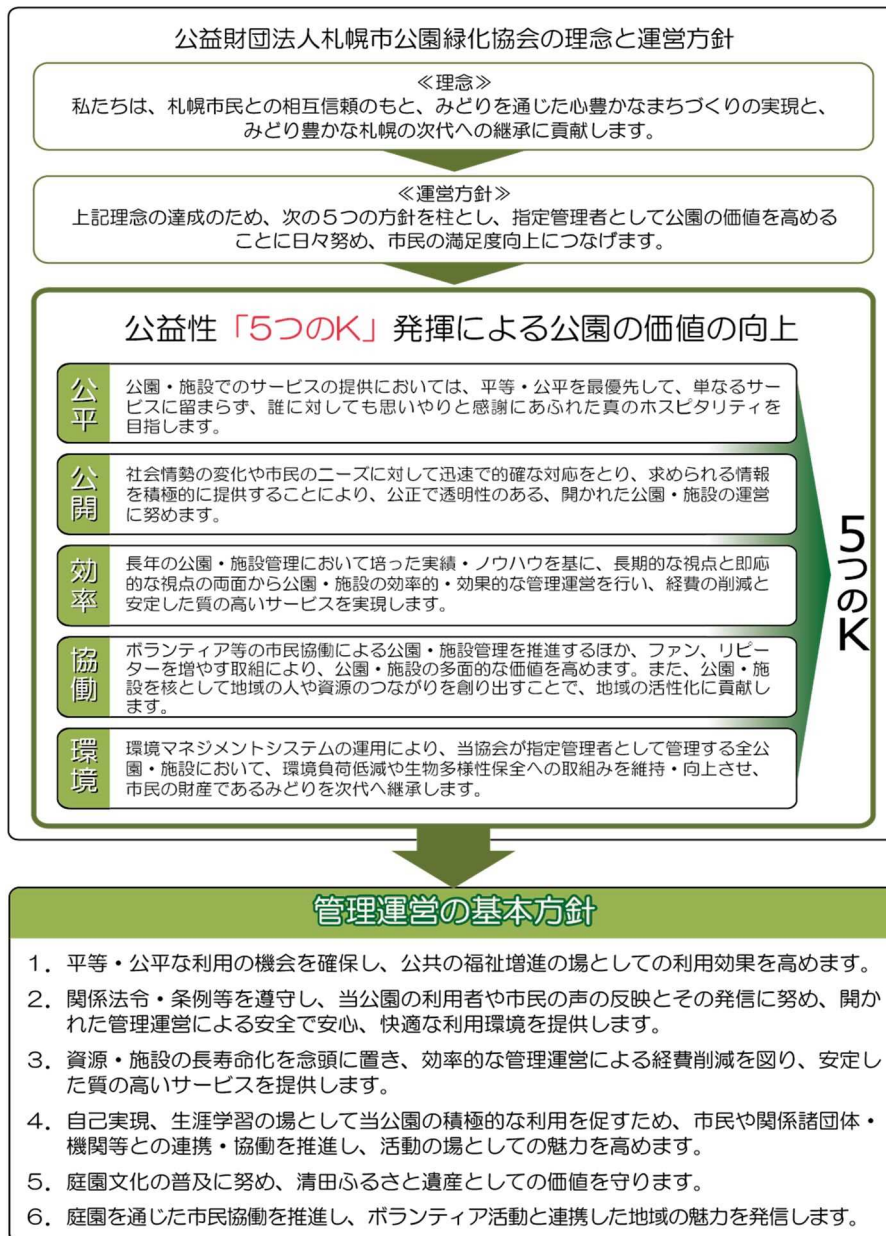 公益財団法人札幌市公園緑化協会の理念と運営方針
≪理念≫
私たちは、札幌市民との相互信頼のもと、みどりを通じた心豊かなまちづくりの実現と、
みどり豊かな札幌の次代への継承に貢献します。
≪運営方針≫
上記理念の達成のため、次の５つの方針を柱とし、指定管理者として公園の価値を高める
ことに日々努め、市民の満足度向上につなげます。
公益性「５つのＫ」発揮による公園の価値の向上
公平
公園・施設でのサービスの提供においては、平等・公平を最優先して、単なるサー
ビスに留まらず、誰に対しても思いやりと感謝にあふれた真のホスピタリティを
目指します。
公開
社会情勢の変化や市民のニーズに対して迅速で的確な対応をとり、求められる情報
を積極的に提供することにより、公正で透明性のある、開かれた公園・施設の運営
に努めます。
効率
長年の公園・施設管理において培った実績・ノウハウを基に、長期的な視点と即応
的な視点の両面から公園・施設の効率的・効果的な管理運営を行い、経費の削減と
安定した質の高いサービスを実現します。
協働
ボランティア等の市民協働による公園・施設管理を推進するほか、ファン、リピー
ターを増やす取組により、公園・施設の多面的な価値を高めます。また、公園・施
設を核として地域の人や資源のつながりを創り出すことで、地域の活性化に貢献し
ます。
環境
環境マネジメントシステムの運用により、当協会が指定管理者として管理する全公
園・施設において、環境負荷低減や生物多様性保全への取組みを維持・向上させ、
市民の財産であるみどりを次代へ継承します。
５つのＫ
管理運営の基本方針
１．平等・公平な利用の機会を確保し、公共の福祉増進の場としての利用効果を高めます。
２．関係法令・条例等を遵守し、当公園の利用者や市民の声の反映とその発信に努め、開か
れた管理運営による安全で安心、快適な利用環境を提供します。
３．資源・施設の長寿命化を念頭に置き、効率的な管理運営による経費削減を図り、安定し
た質の高いサービスを提供します。
４．自己実現、生涯学習の場として当公園の積極的な利用を促すため、市民や関係諸団体・
機関等との連携・協働を推進し、活動の場としての魅力を高めます。
５．庭園文化の普及に努め、清田ふるさと遺産としての価値を守ります。
６．庭園を通じた市民協働を推進し、ボランティア活動と連携した地域の魅力を発信します。